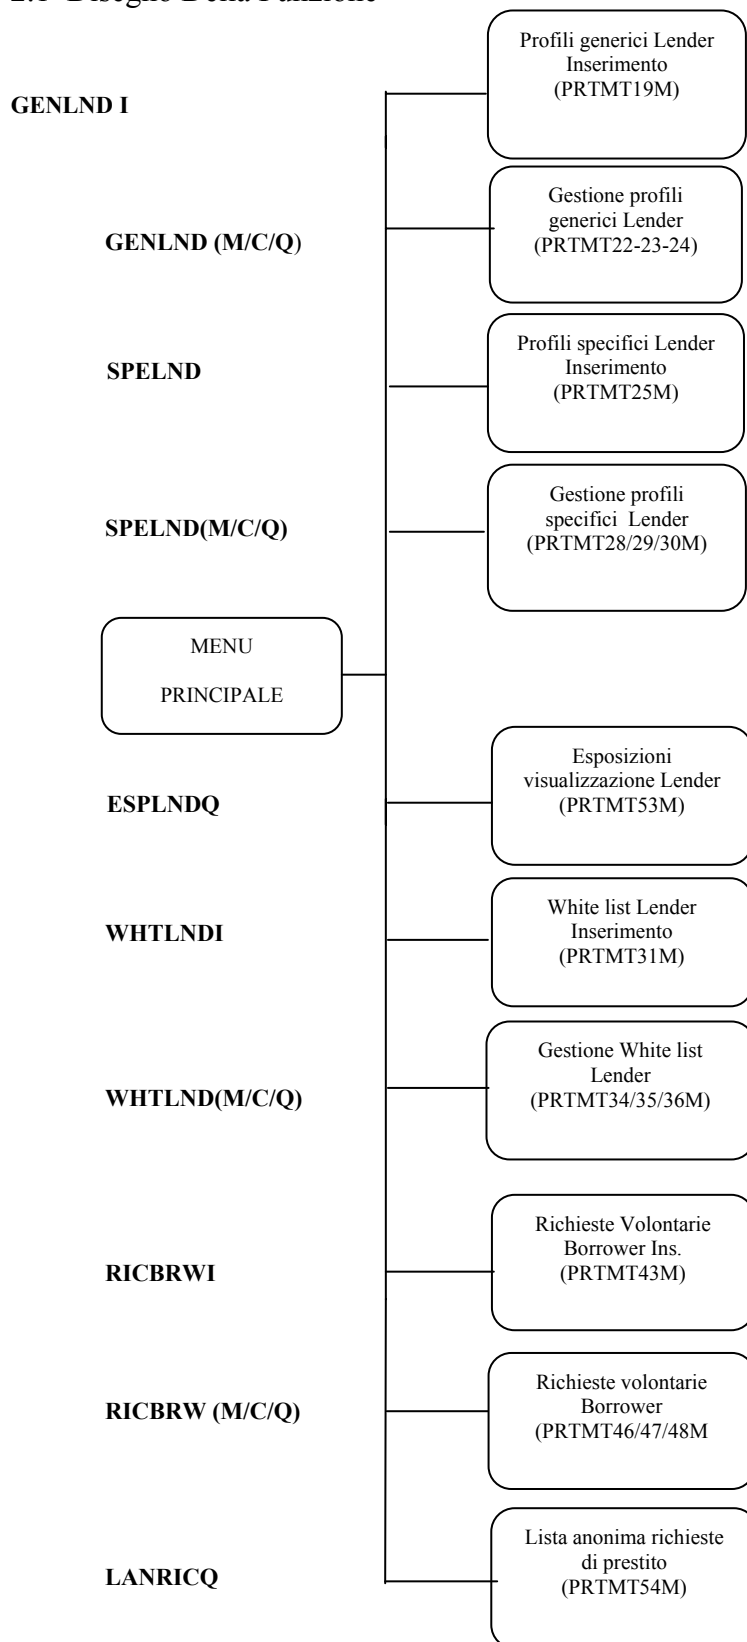 2.1 Disegno Della Funzione
Profili generici Lender
Inserimento
(PRTMT19M)
GENLND I
Gestione profili
generici Lender
(PRTMT22-23-24)
GENLND (M/C/Q)
Profili specifici Lender
Inserimento
(PRTMT25M)
SPELND
Gestione profili
specifici Lender
(PRTMT28/29/30M)
SPELND(M/C/Q)
MENU
PRINCIPALE
Esposizioni
visualizzazione Lender
(PRTMT53M)
ESPLNDQ
White list Lender
Inserimento
(PRTMT31M)
WHTLNDI
Gestione White list
Lender
(PRTMT34/35/36M)
WHTLND(M/C/Q)
Richieste Volontarie
Borrower Ins.
(PRTMT43M)
RICBRWI
Richieste volontarie
Borrower
(PRTMT46/47/48M
RICBRW (M/C/Q)
Lista anonima richieste
di prestito
(PRTMT54M)
LANRICQ